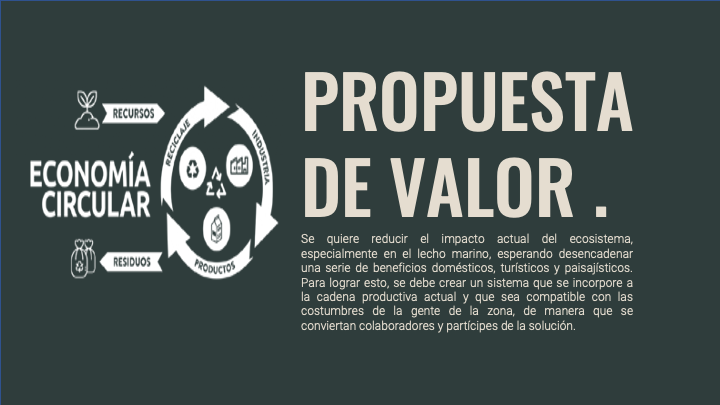 RECURSOS
RECICLAJE
INDUSTRIA
ECONOMÍA
CIRCULAR
RESIDUOS
PRODUCTOS
PROPUESTA
DE VALOR .
Se quiere reducir el impacto actual del ecosistema,
especialmente en el lecho marino, esperando desencadenar
una serie de beneficios domésticos, turísticos y paisajísticos.
Para lograr esto, se debe crear un sistema que se incorpore a
la cadena productiva actual y que sea compatible con las
costumbres de la gente de la zona, de manera que se
conviertan colaboradores y partícipes de la solución.